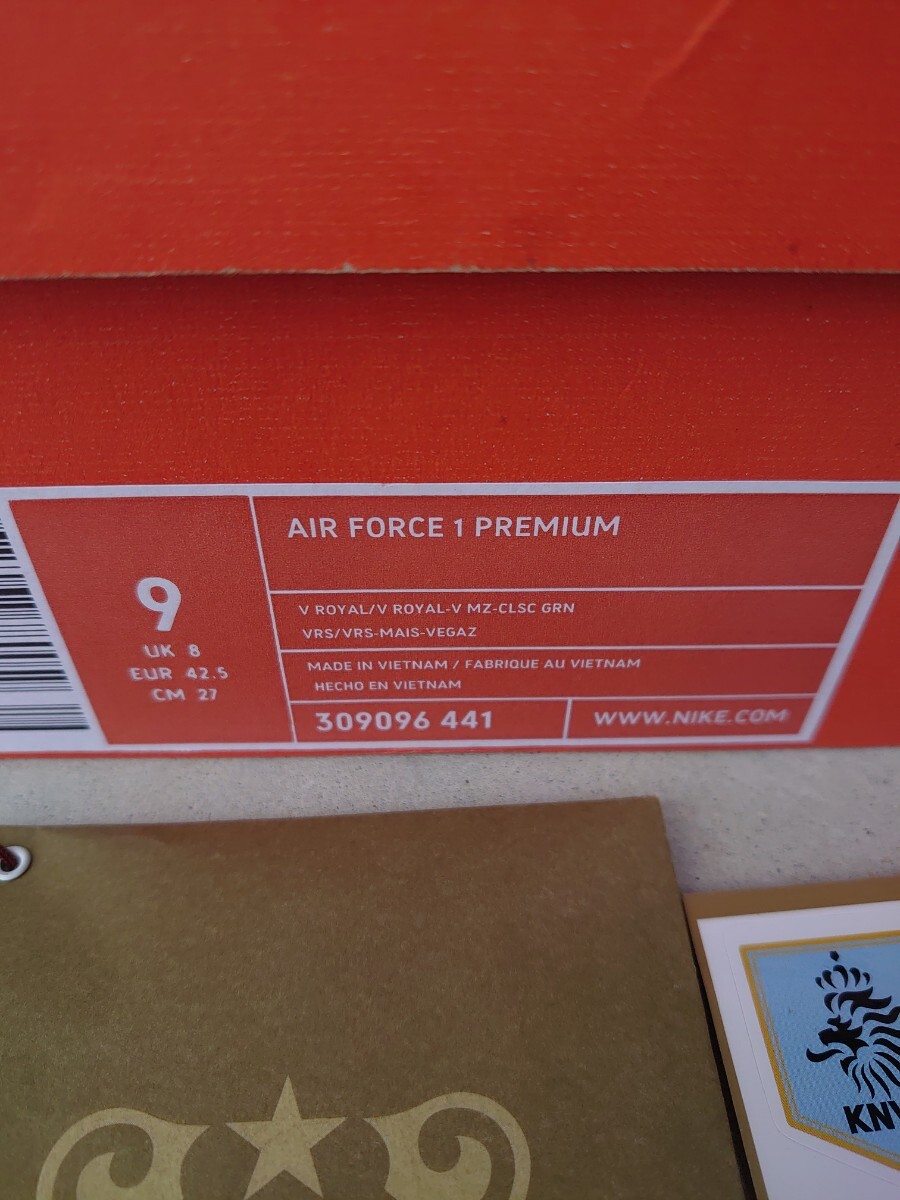 AIR FORCE 1 PREMIUM
9
UK 8
EUR 42.5
CM 27
V ROYAL/V ROYAL-V MZ-CLSC GRN
VRS/VRS-MAIS-VEGAZ
MADE IN VIETNAM / FABRIQUE AU VIETNAM
HECHO EN VIETNAM
309096 441
WWW.NIKE.COM